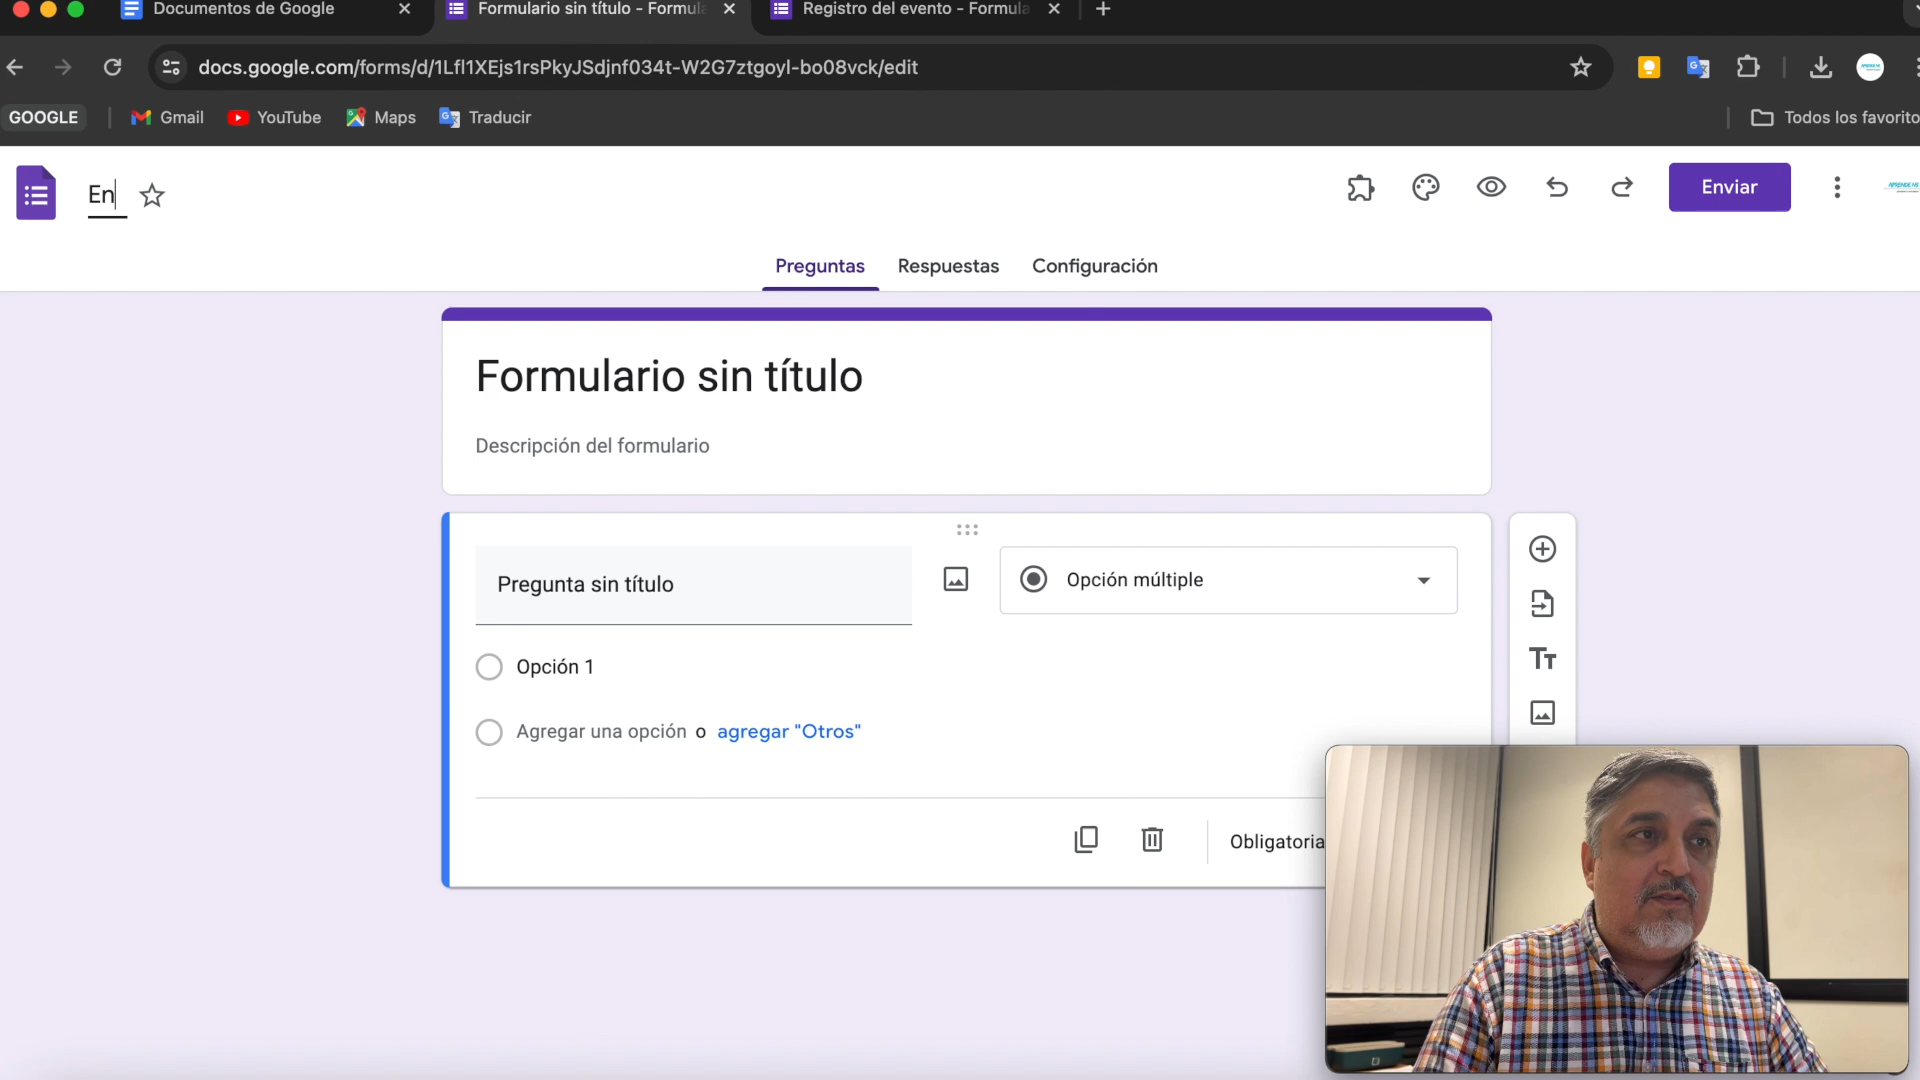 Documentos de Google
Formulario sin título - Formula
Registro del evento - Formula
docs.google.com/forms/d/1Lfl1XEjs1rsPkyJSdjnf034t-W2G7ztgoyl-bo08vck/edit
GOOGLE
Gmail
YouTube
Maps
Traducir
Todos los favorito
En
Enviar
Preguntas
Respuestas
Configuración
Formulario sin título
Descripción del formulario
Pregunta sin título
Opción múltiple
Opción 1
Agregar una opción o agregar "Otros"
Obligatoria